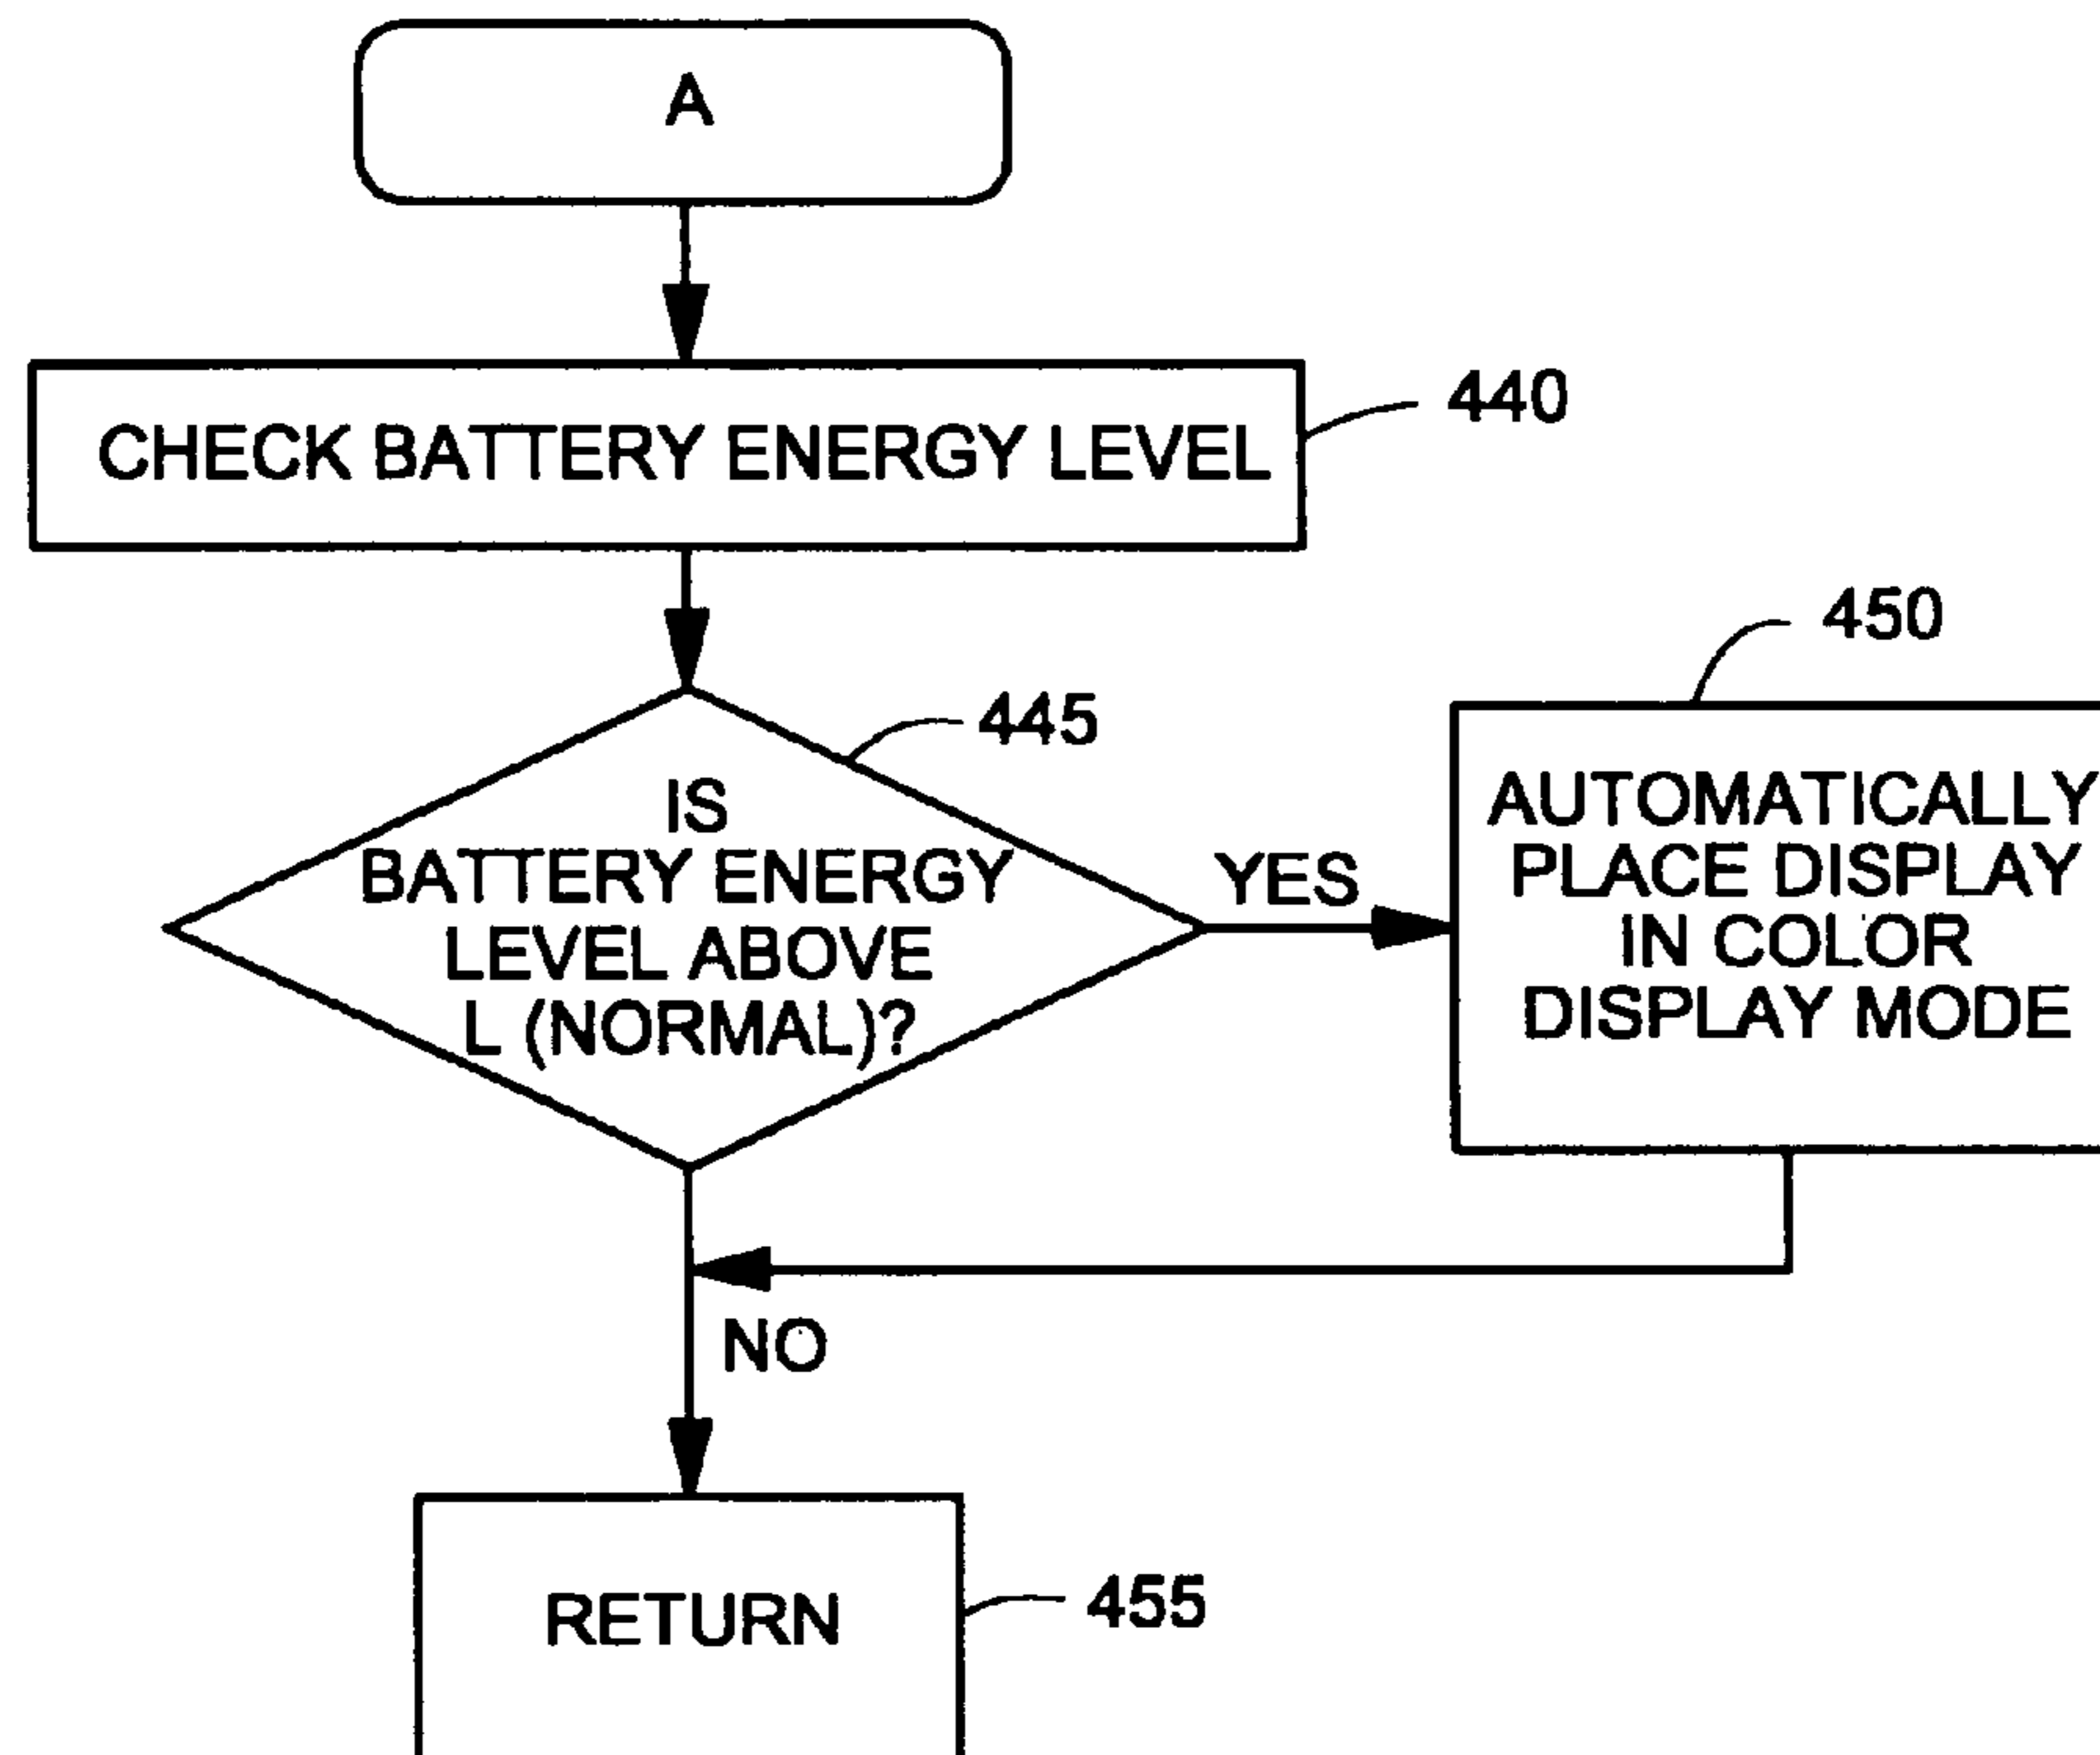 A
CHECK BATTERY ENERGY LEVEL
440
445
IS
BATTERY ENERGY
LEVEL ABOVE
L (NORMAL)?
YES
450
AUTOMATICALLY
PLACE DISPLAY
IN COLOR
DISPLAY MODE
NO
RETURN
455